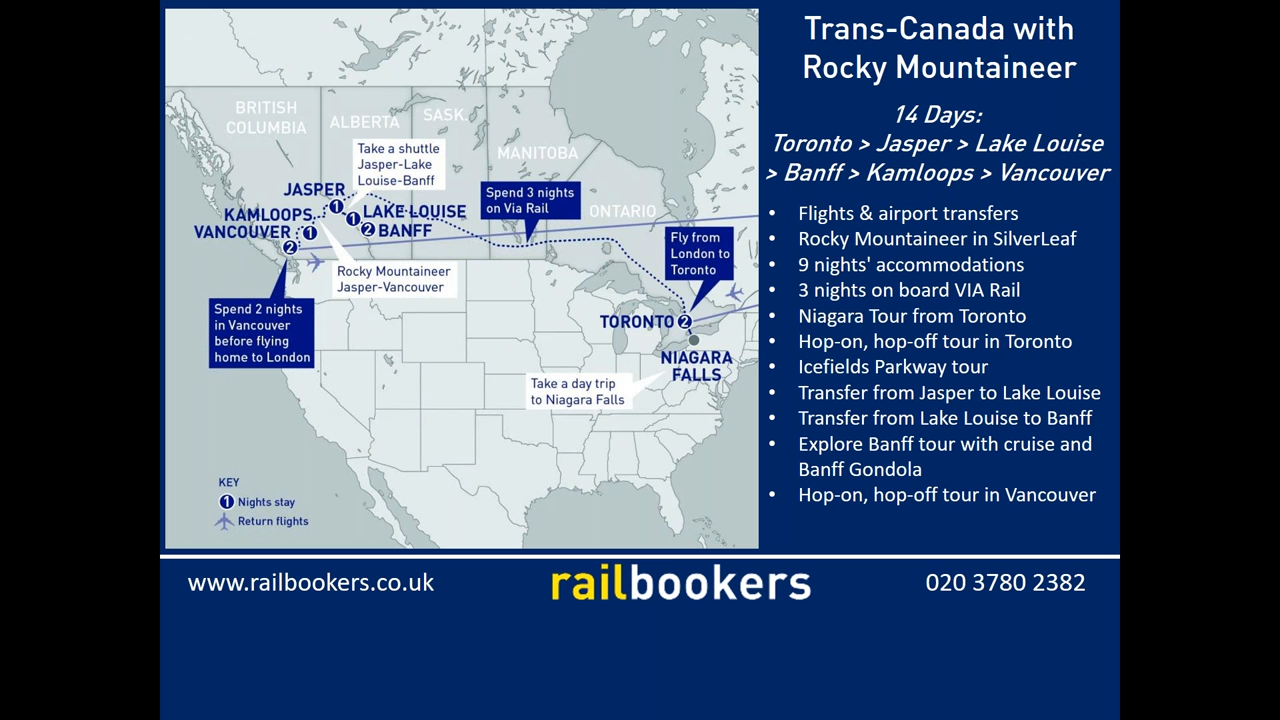 Trans-Canada with
Rocky Mountaineer
14 Days:
Toronto > Jasper > Lake Louise
> Banff > Kamloops > Vancouver
• Flights & airport transfers
• Rocky Mountaineer in SilverLeaf
• 9 nights' accommodations
• 3 nights on board VIA Rail
• Niagara Tour from Toronto
• Hop-on, hop-off tour in Toronto
• Icefields Parkway tour
• Transfer from Jasper to Lake Louise
• Transfer from Lake Louise to Banff
• Explore Banff tour with cruise and
Banff Gondola
• Hop-on, hop-off tour in Vancouver
BRITISH
COLUMBIA
ALBERTA
SASK.
MANITOBA
ONTARIO
Take a shuttle
Jasper-Lake
Louise-Banff
JASPER
1
KAMLOOPS
1
VANCOUVER
2
1
LAKE LOUISE
2
BANFF
Spend 3 nights
on Via Rail
Fly from
London to
Toronto
Rocky Mountaineer
Jasper-Vancouver
Spend 2 nights
in Vancouver
before flying
home to London
TORONTO
2
NIAGARA
FALLS
Take a day trip
to Niagara Falls
KEY
1 Nights stay
Return flights
www.railbookers.co.uk
railbookers
020 3780 2382